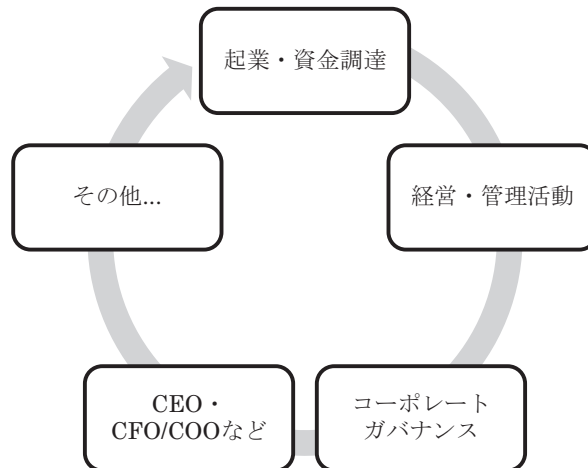 起業・資金調達
経営・管理活動
コーポレート
ガバナンス
CEO・
CFO/COOなど
その他...